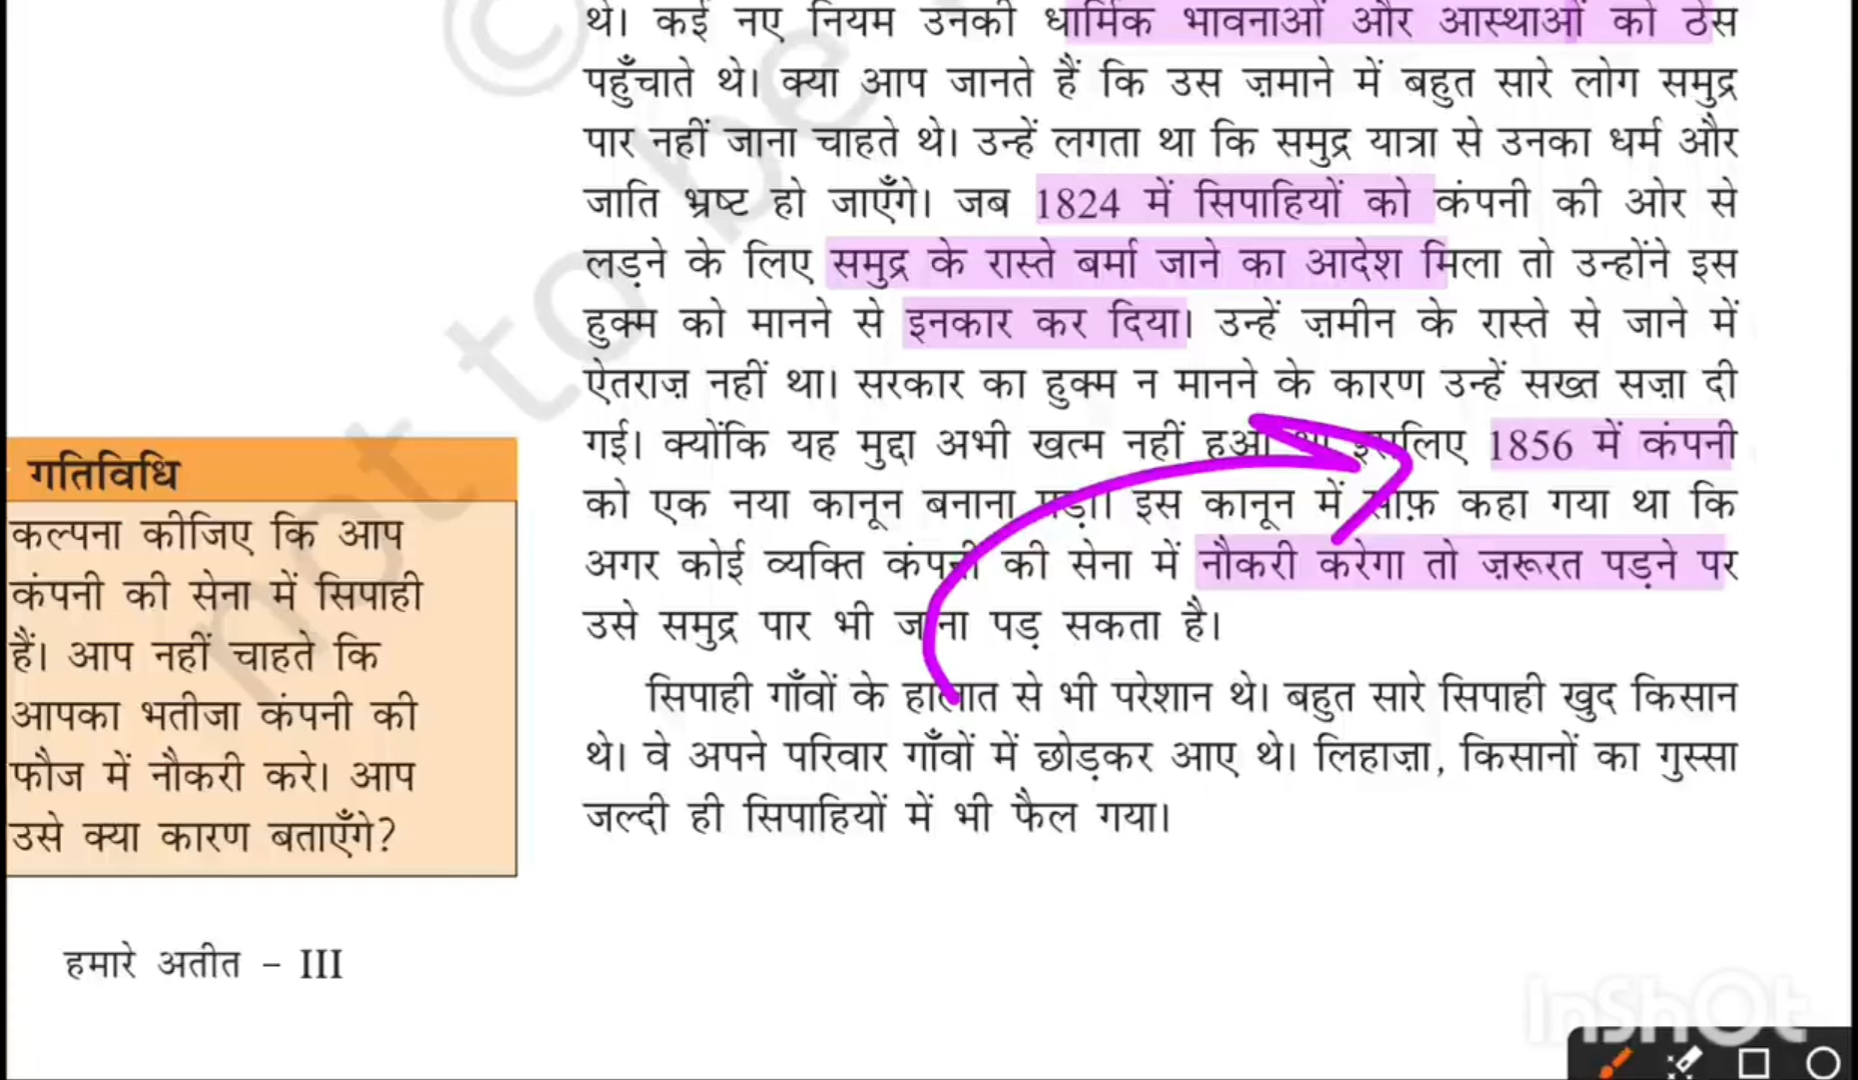 थे। कई नए नियम उनकी धार्मिक भावनाओं और आस्थाओं को ठेस
पहुँचाते थे। क्या आप जानते हैं कि उस ज़माने में बहुत सारे लोग समुद्र
पार नहीं जाना चाहते थे। उन्हें लगता था कि समुद्र यात्रा से उनका धर्म और
जाति भ्रष्ट हो जाएँगे। जब 1824 में सिपाहियों को कंपनी की ओर से
लड़ने के लिए समुद्र के रास्ते बर्मा जाने का आदेश मिला तो उन्होंने इस
हुक्म को मानने से इनकार कर दिया। उन्हें ज़मीन के रास्ते से जाने में
ऐतराज़ नहीं था। सरकार का हुक्म न मानने के कारण उन्हें सख्त सज़ा दी
गई। क्योंकि यह मुद्दा अभी खत्म नहीं हुआ था इसलिए 1856 में कंपनी
को एक नया कानून बनाना पड़ा। इस कानून में साफ़ कहा गया था कि
अगर कोई व्यक्ति कंपनी की सेना में नौकरी करेगा तो ज़रूरत पड़ने पर
उसे समुद्र पार भी जाना पड़ सकता है।
सिपाही गाँवों के हालात से भी परेशान थे। बहुत सारे सिपाही खुद किसान
थे। वे अपने परिवार गाँवों में छोड़कर आए थे। लिहाज़ा, किसानों का गुस्सा
जल्दी ही सिपाहियों में भी फैल गया।
गतिविधि
कल्पना कीजिए कि आप
कंपनी की सेना में सिपाही
हैं। आप नहीं चाहते कि
आपका भतीजा कंपनी की
फौज में नौकरी करे। आप
उसे क्या कारण बताएँगे?
हमारे अतीत – III
© not to be
InShOt